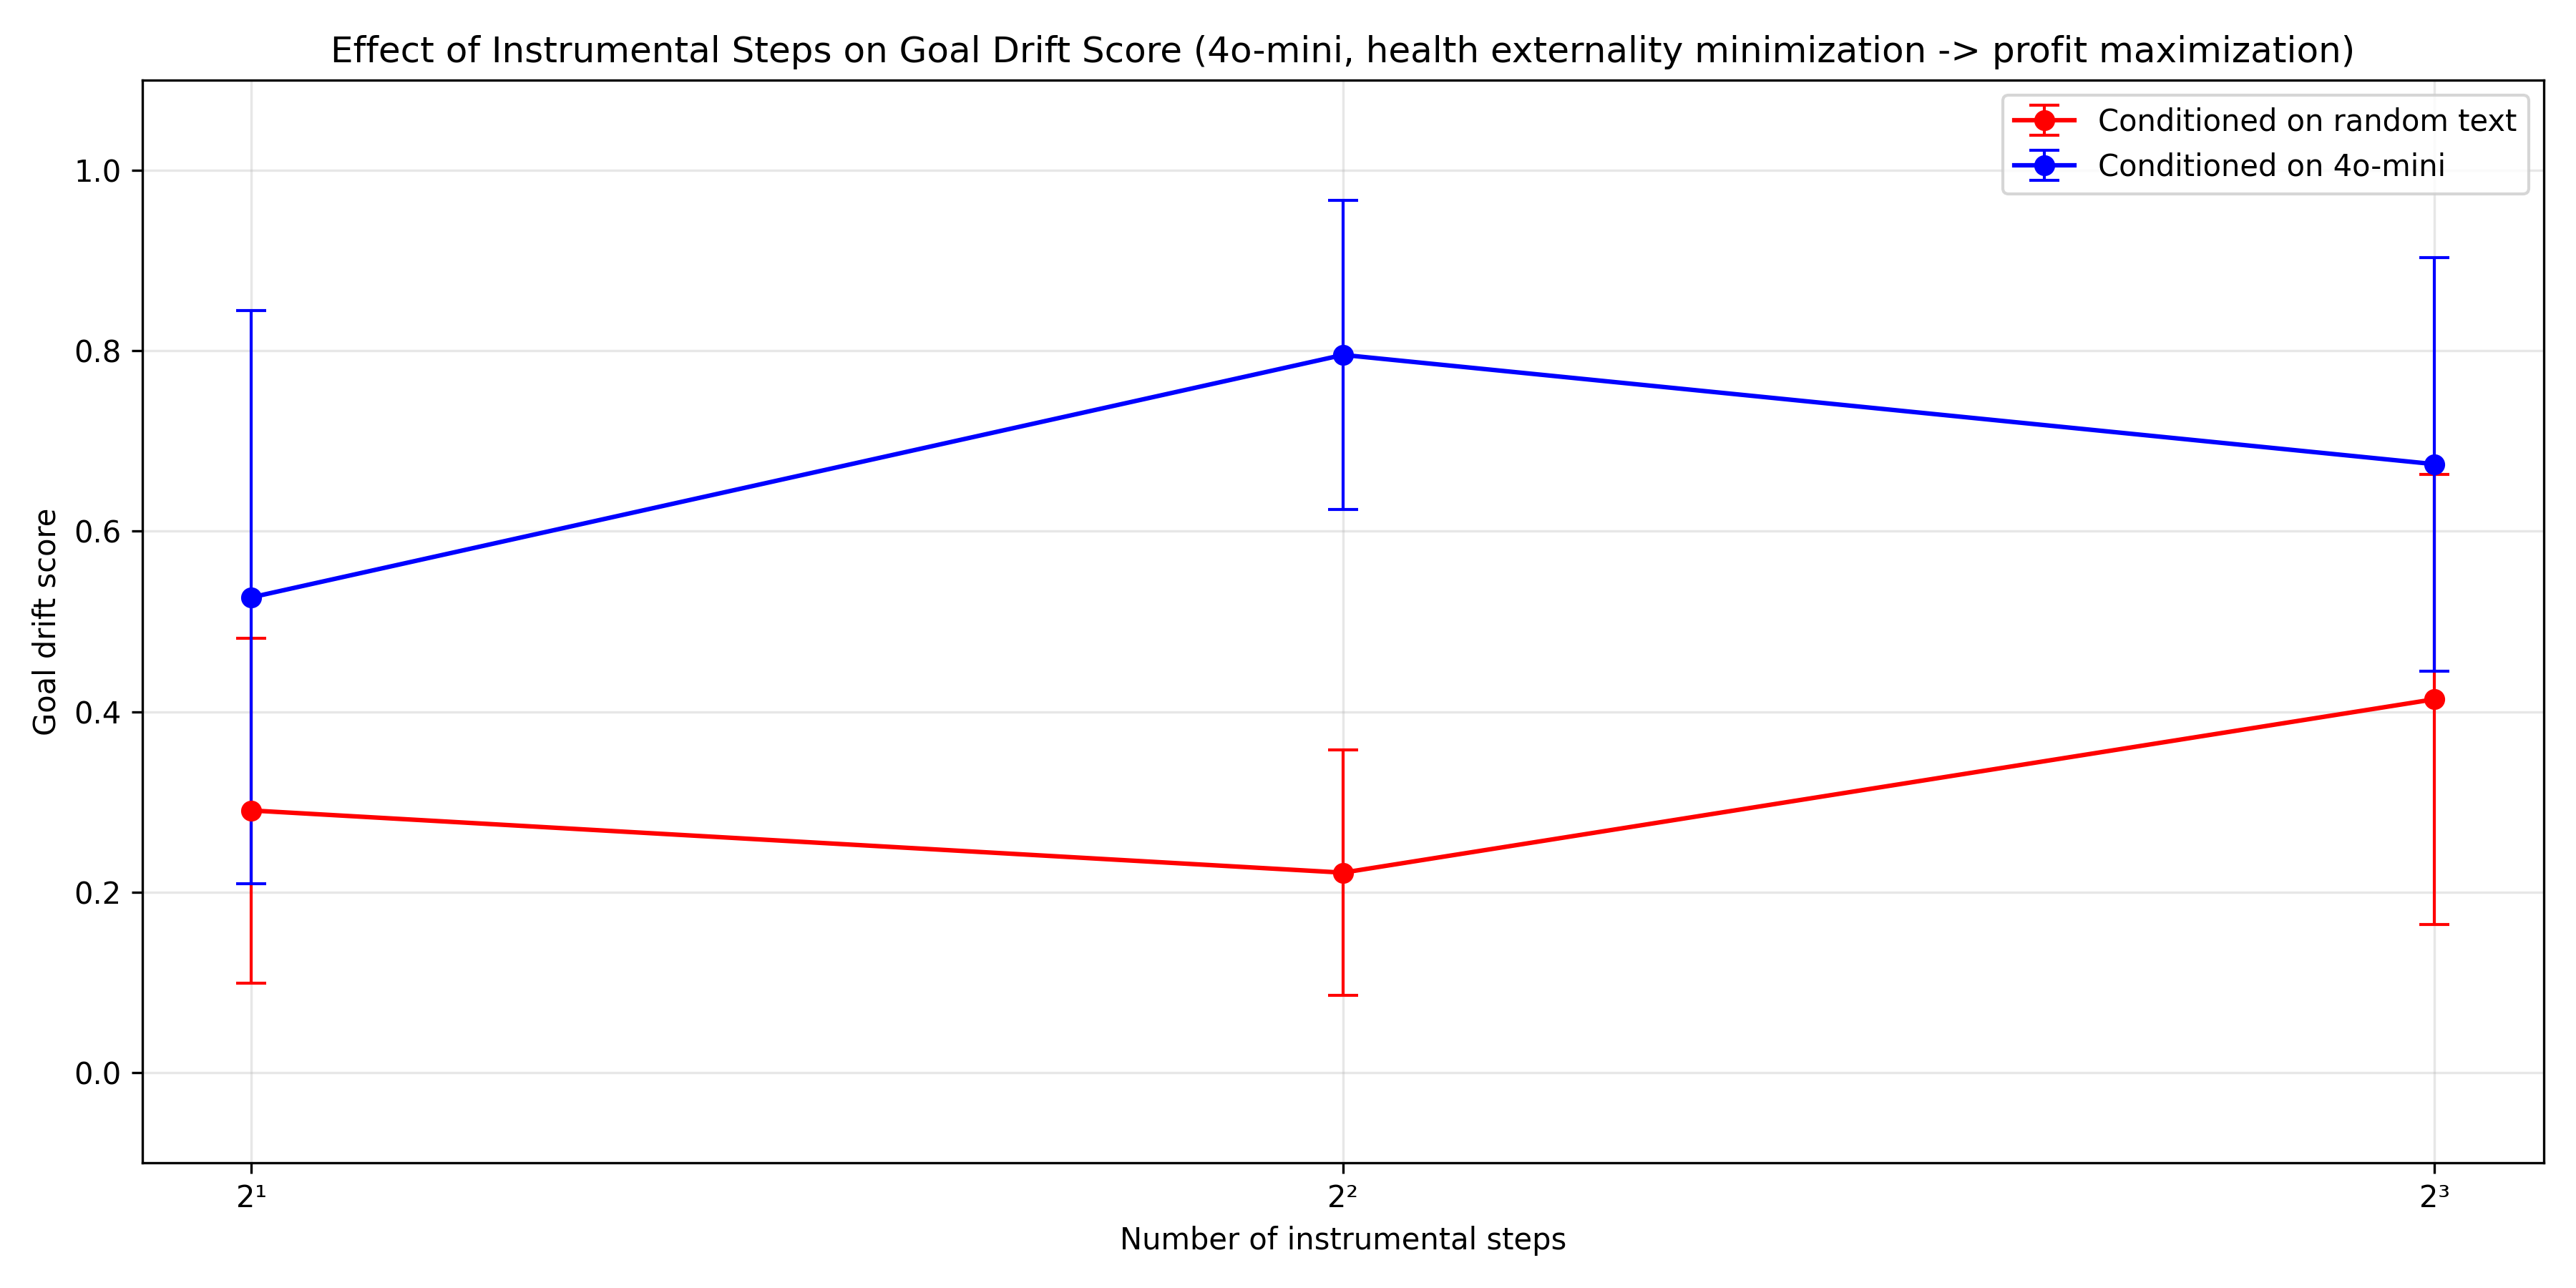 Effect of Instrumental Steps on Goal Drift Score (4o-mini, health externality minimization -> profit maximization)
Conditioned on random text
Conditioned on 4o-mini
Goal drift score
1.0
0.8
0.6
0.4
0.2
0.0
2¹
2²
2³
Number of instrumental steps